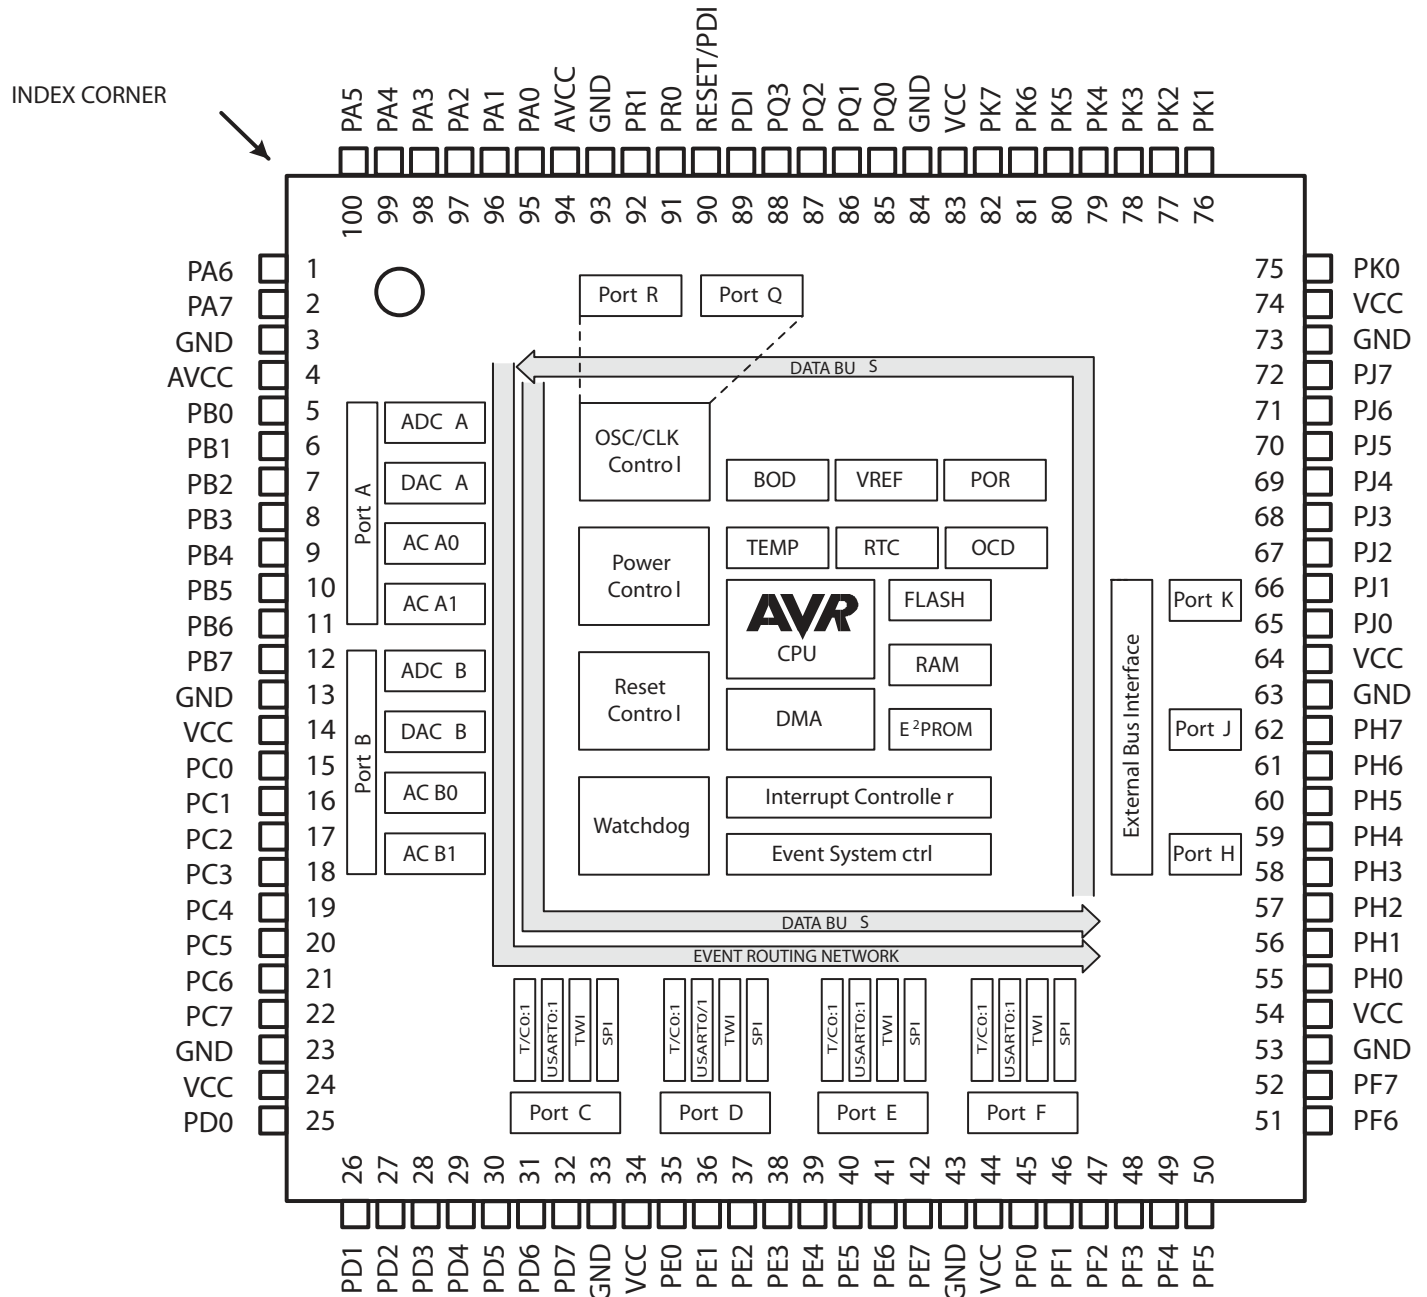 INDEX CORNER
PA5 PA4 PA3 PA2 PA1 PA0 AVCC GND PR1 PR0 RESET/PDI PDI PQ3 PQ2 PQ1 PQ0 GND VCC PK7 PK6 PK5 PK4 PK3 PK2 PK1
100 99 98 97 96 95 94 93 92 91 90 89 88 87 86 85 84 83 82 81 80 79 78 77 76
PA6 1
PA7 2
GND 3
AVCC 4
PB0 5
PB1 6
PB2 7
PB3 8
PB4 9
PB5 10
PB6 11
PB7 12
GND 13
VCC 14
PC0 15
PC1 16
PC2 17
PC3 18
PC4 19
PC5 20
PC6 21
PC7 22
GND 23
VCC 24
PD0 25
Port R
Port Q
DATA BU S
Port A
ADC A
DAC A
AC A0
AC A1
Port B
ADC B
DAC B
AC B0
AC B1
OSC/CLK
Control
Power
Control
Reset
Control
Watchdog
BOD
VREF
POR
TEMP
RTC
OCD
AVR
CPU
FLASH
RAM
DMA
E²PROM
Interrupt Controlle r
Event System ctrl
External Bus Interface
Port K
Port J
Port H
DATA BU S
EVENT ROUTING NETWORK
T/C0:1 USART0:1 TWI SPI
T/C0:1 USART0/1 TWI SPI
T/C0:1 USART0:1 TWI SPI
T/C0:1 USART0:1 TWI SPI
Port C
Port D
Port E
Port F
75 PK0
74 VCC
73 GND
72 PJ7
71 PJ6
70 PJ5
69 PJ4
68 PJ3
67 PJ2
66 PJ1
65 PJ0
64 VCC
63 GND
62 PH7
61 PH6
60 PH5
59 PH4
58 PH3
57 PH2
56 PH1
55 PH0
54 VCC
53 GND
52 PF7
51 PF6
26 27 28 29 30 31 32 33 34 35 36 37 38 39 40 41 42 43 44 45 46 47 48 49 50
PD1 PD2 PD3 PD4 PD5 PD6 PD7 GND VCC PE0 PE1 PE2 PE3 PE4 PE5 PE6 PE7 GND VCC PF0 PF1 PF2 PF3 PF4 PF5